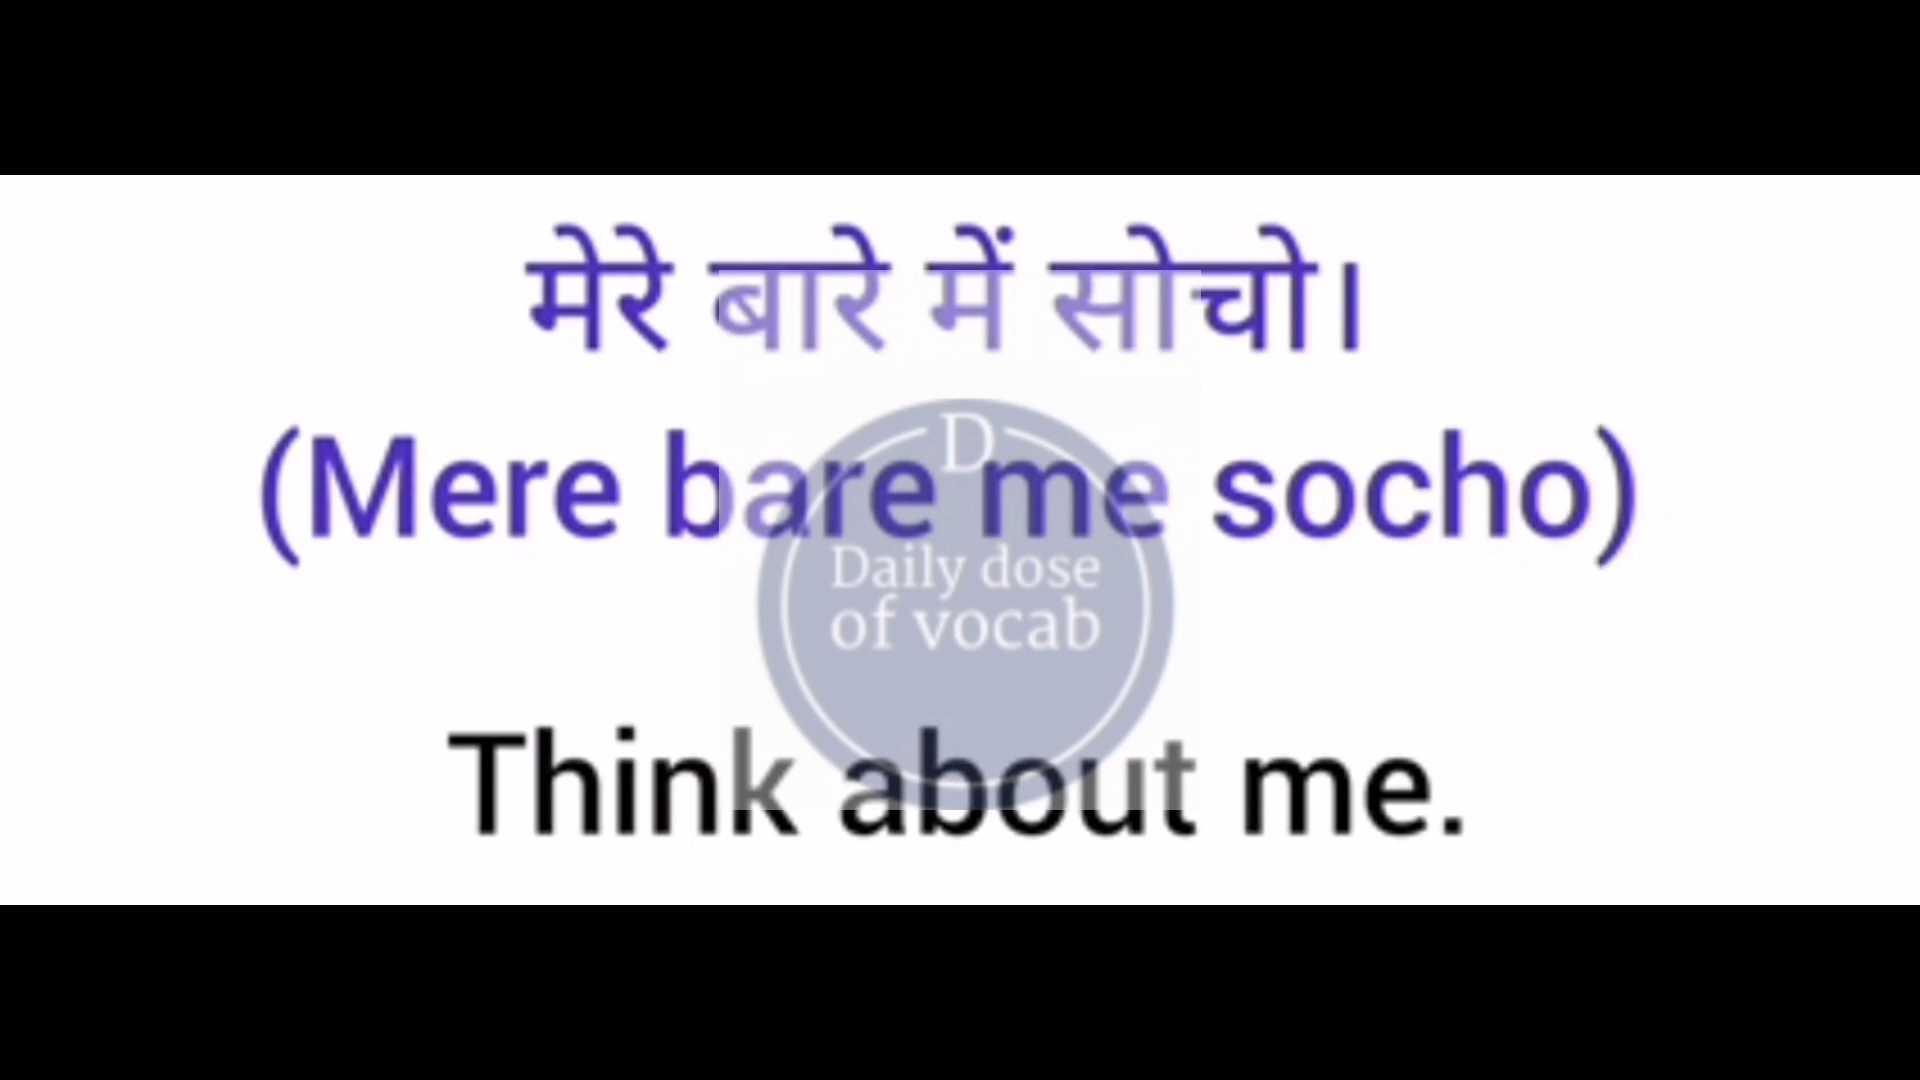 मेरे बारे में सोचो।
(Mere bare me socho)
D
Daily dose
of vocab
Think about me.